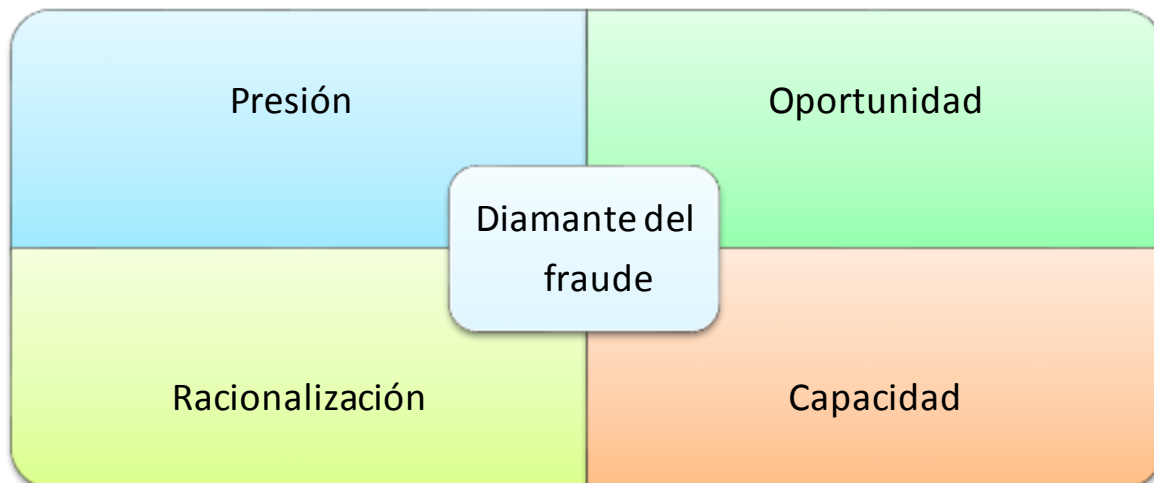 Presión
Oportunidad
Diamante del
fraude
Racionalización
Capacidad